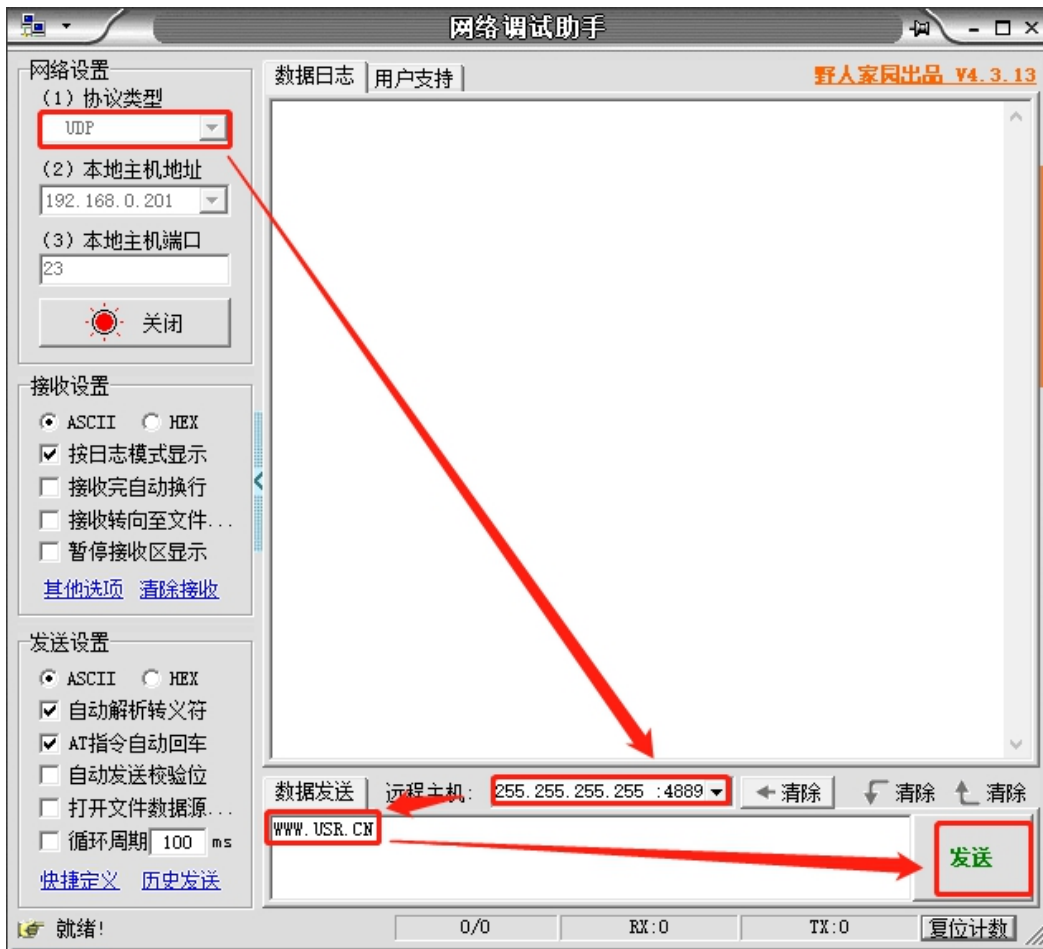 网络调试助手
网络设置
(1) 协议类型
UDP
(2) 本地主机地址
192.168.0.201
(3) 本地主机端口
23
关闭
接收设置
ASCII HEX
按日志模式显示
接收完自动换行
接收转向至文件...
暂停接收区显示
其他选项 清除接收
发送设置
ASCII HEX
自动解析转义符
AT指令自动回车
自动发送校验位
打开文件数据源...
循环周期 100 ms
快捷定义 历史发送
数据日志 用户支持
野人家园出品 V4.3.13
数据发送 远程主机: 255.255.255.255 :4889 清除 清除 清除
WWW.USR.CN
发送
就绪! 0/0 RX:0 TX:0 复位计数